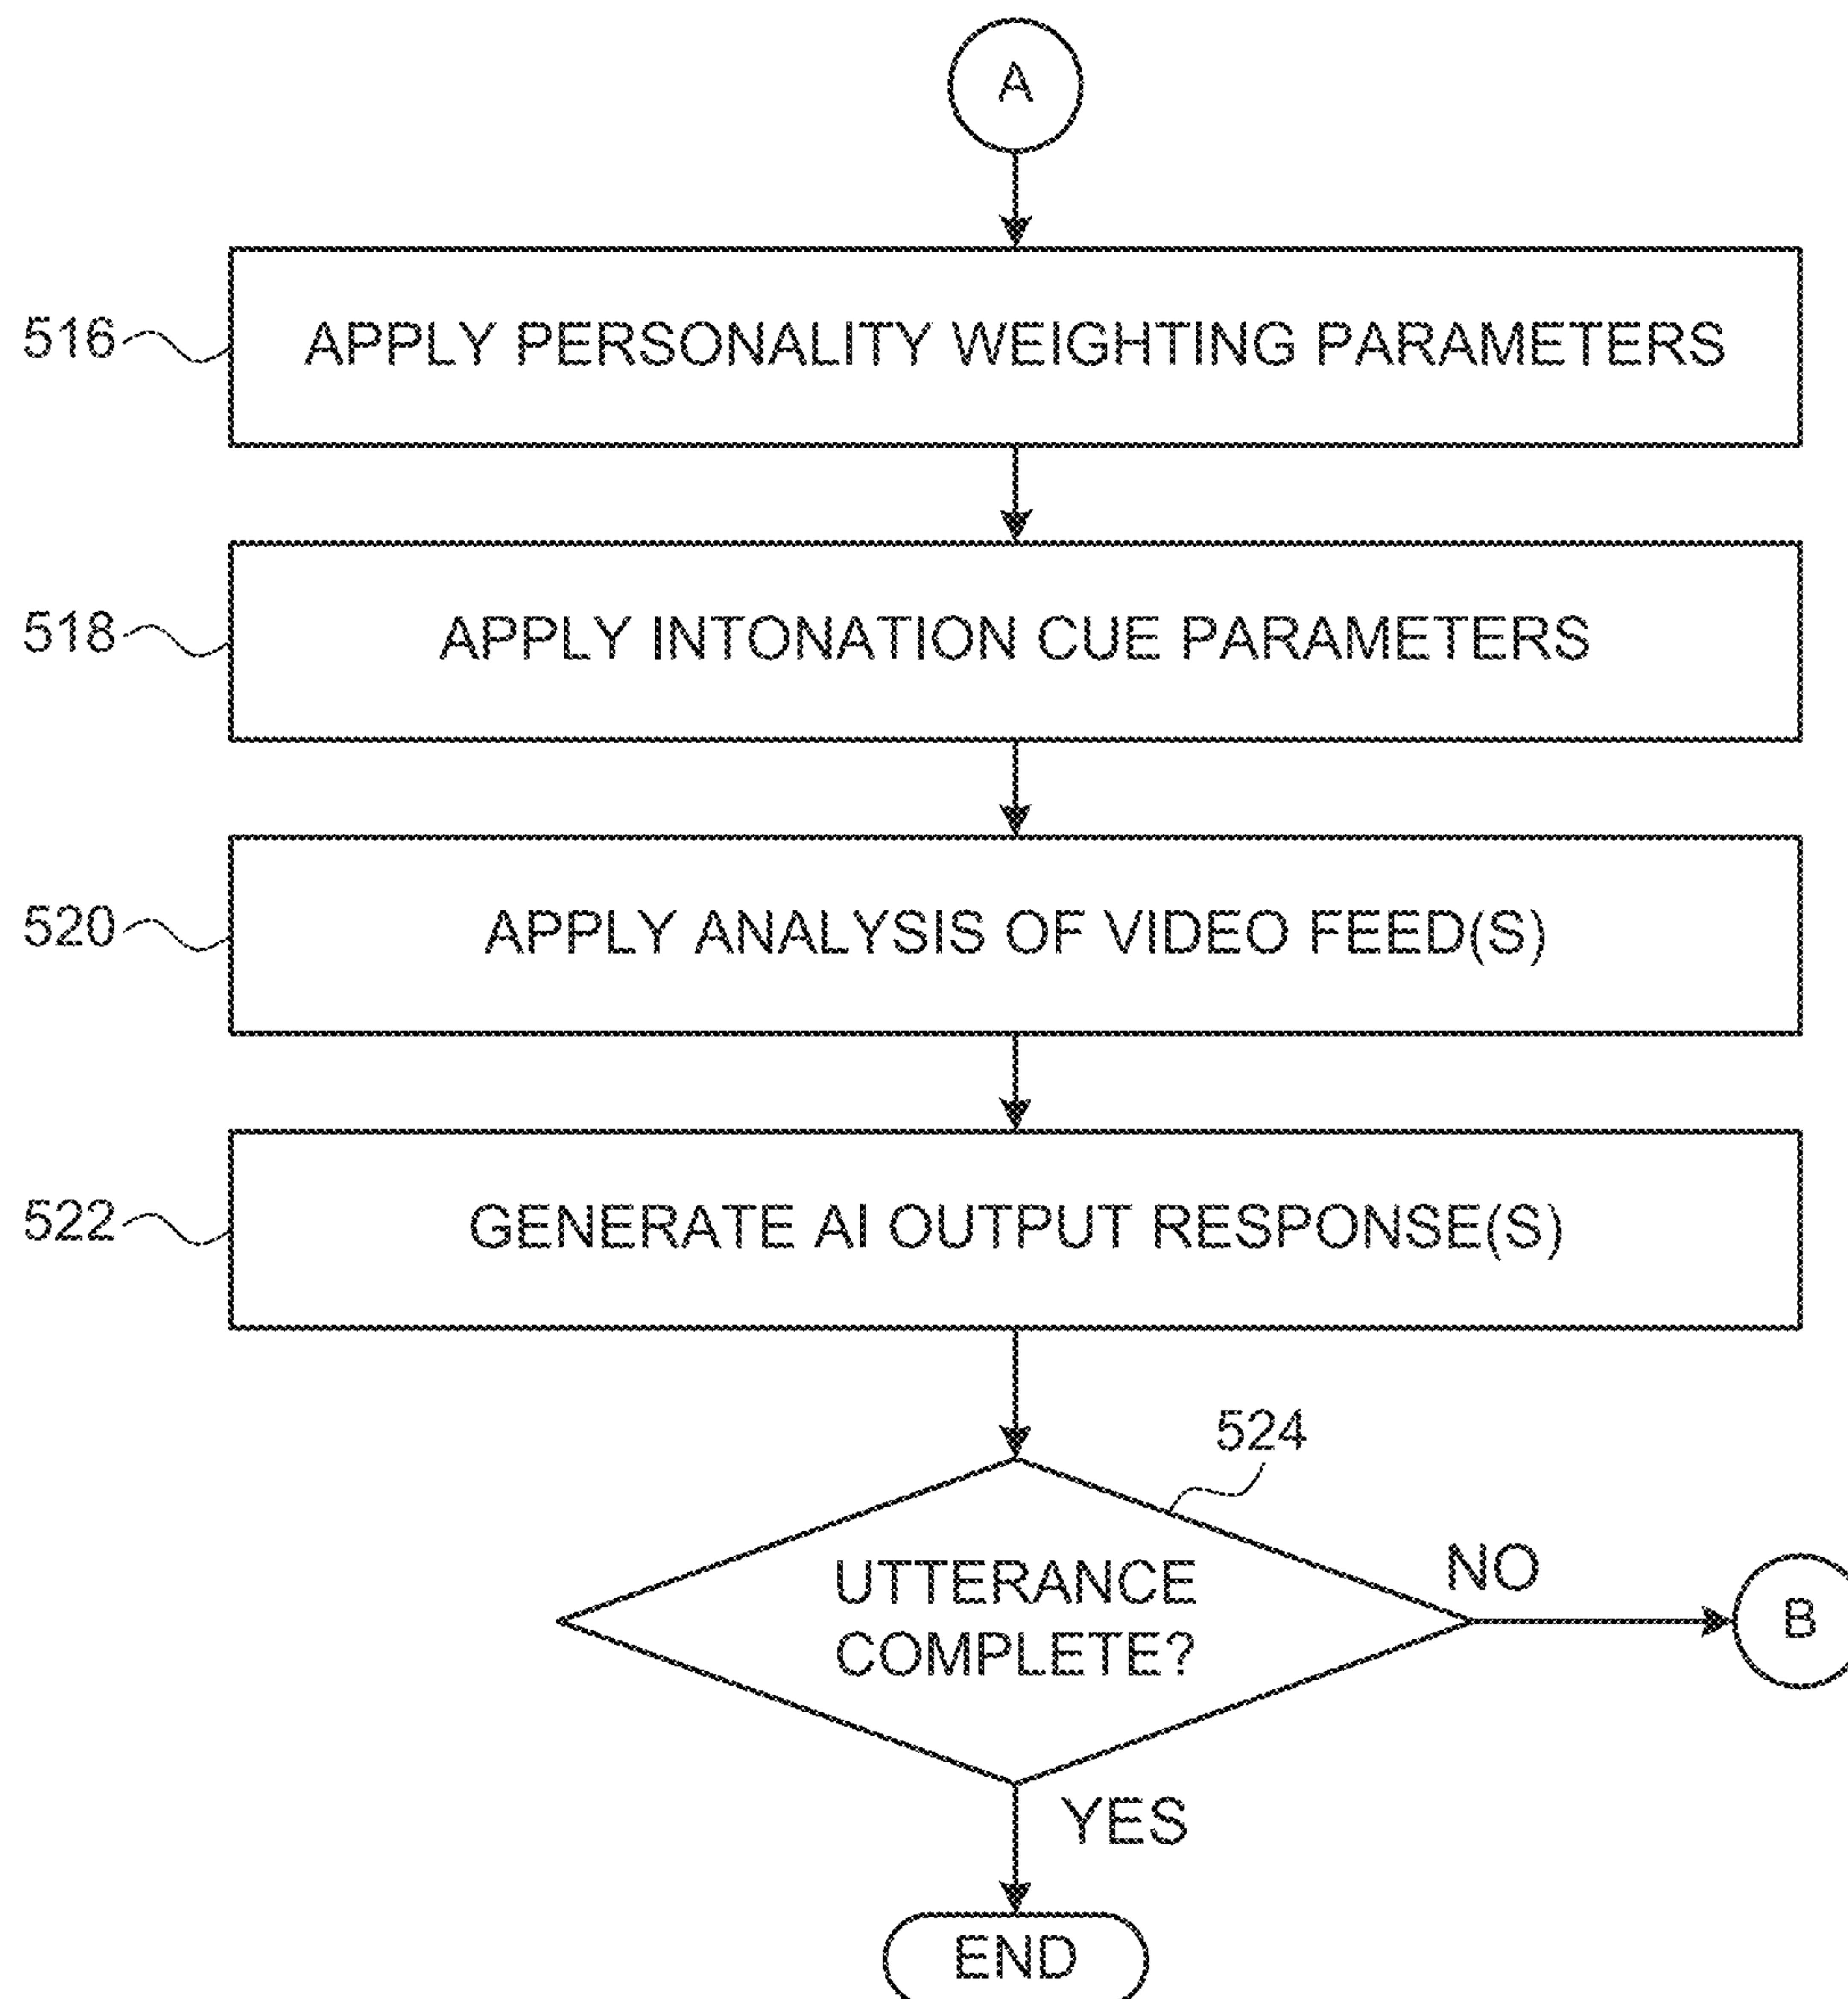 A
516
APPLY PERSONALITY WEIGHTING PARAMETERS
518
APPLY INTONATION CUE PARAMETERS
520
APPLY ANALYSIS OF VIDEO FEED(S)
522
GENERATE AI OUTPUT RESPONSE(S)
524
UTTERANCE
COMPLETE?
NO
B
YES
END